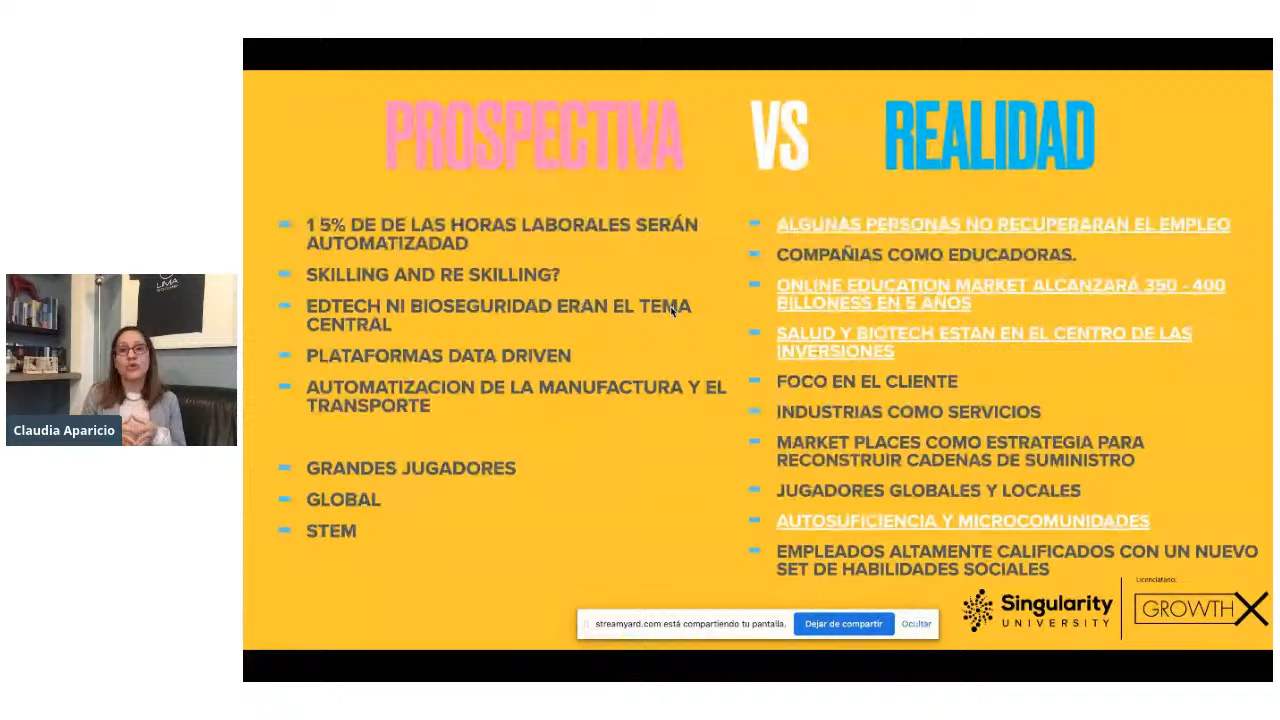 PROSPECTIVA VS REALIDAD
1 5% DE DE LAS HORAS LABORALES SERÁN
AUTOMATIZADAD
SKILLING AND RE SKILLING?
EDTECH NI BIOSEGURIDAD ERAN EL TEMA
CENTRAL
PLATAFORMAS DATA DRIVEN
AUTOMATIZACION DE LA MANUFACTURA Y EL
TRANSPORTE
GRANDES JUGADORES
GLOBAL
STEM
ALGUNAS PERSONAS NO RECUPERARAN EL EMPLEO
COMPAÑIAS COMO EDUCADORAS.
ONLINE EDUCATION MARKET ALCANZARÁ 350 - 400
BILLONESS EN 5 AÑOS
SALUD Y BIOTECH ESTAN EN EL CENTRO DE LAS
INVERSIONES
FOCO EN EL CLIENTE
INDUSTRIAS COMO SERVICIOS
MARKET PLACES COMO ESTRATEGIA PARA
RECONSTRUIR CADENAS DE SUMINISTRO
JUGADORES GLOBALES Y LOCALES
AUTOSUFICIENCIA Y MICROCOMUNIDADES
EMPLEADOS ALTAMENTE CALIFICADOS CON UN NUEVO
SET DE HABILIDADES SOCIALES
LIMA
Claudia Aparicio
streamyard.com está compartiendo tu pantalla.
Dejar de compartir
Ocultar
Singularity
UNIVERSITY
Licenciatario:
GROWTHX